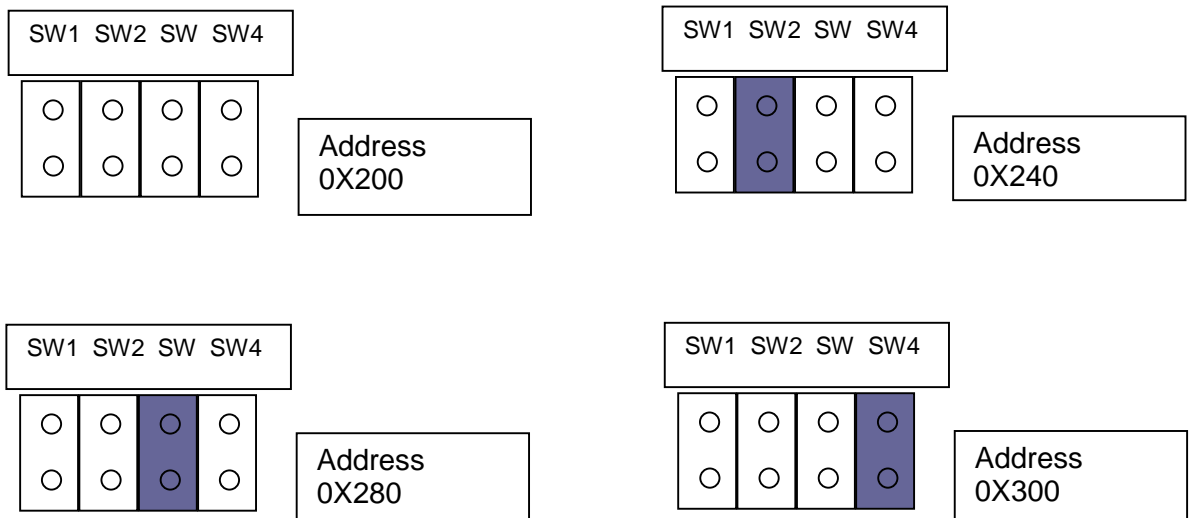 SW1 SW2 SW SW4
Address
0X200
SW1 SW2 SW SW4
Address
0X240
SW1 SW2 SW SW4
Address
0X280
SW1 SW2 SW SW4
Address
0X300